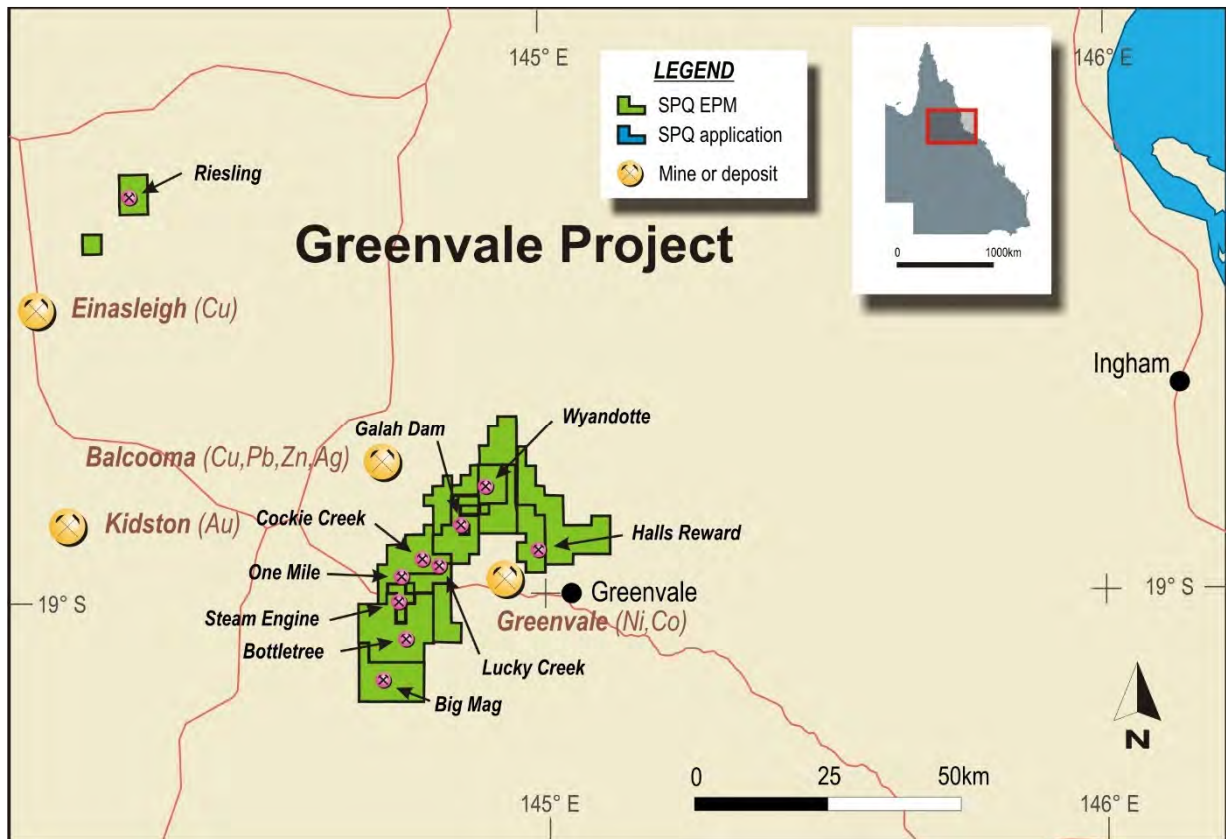 145° E
146° E
LEGEND
SPQ EPM
SPQ application
Mine or deposit
0 1000km
Riesling
Greenvale Project
Einasleigh (Cu)
Ingham
Wyandotte
Galah Dam
Balcooma (Cu,Pb,Zn,Ag)
Kidston (Au)
Cockie Creek
Halls Reward
One Mile
Greenvale
19° S
19° S
Steam Engine
Greenvale (Ni,Co)
Bottletree
Lucky Creek
Big Mag
N
0 25 50km
145° E
146° E